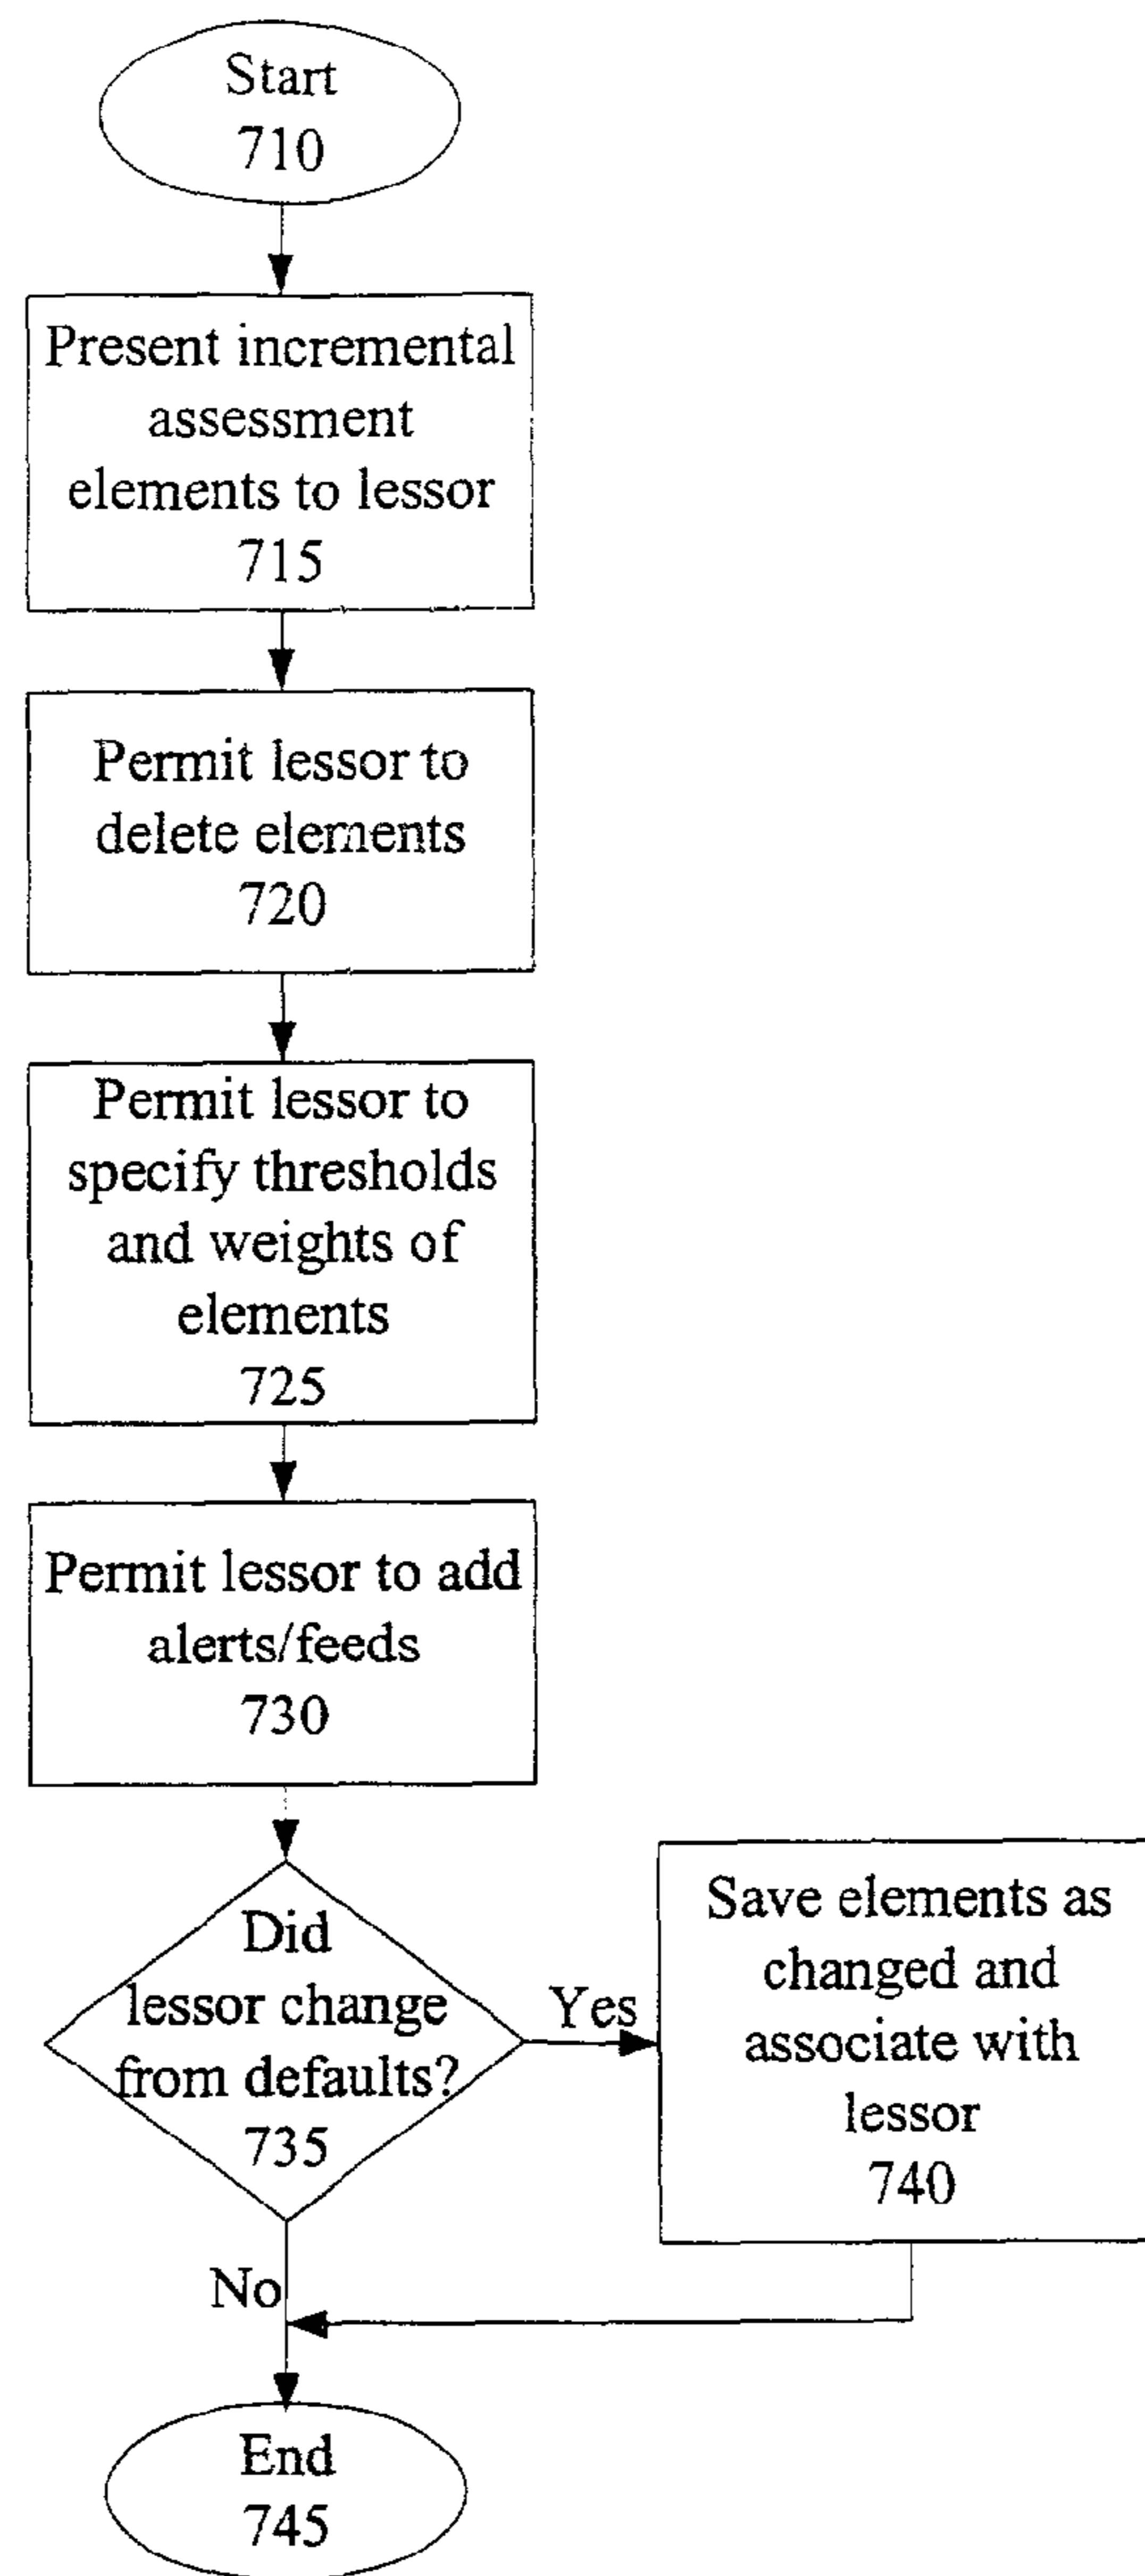 Start
710
Present incremental
assessment
elements to lessor
715
Permit lessor to
delete elements
720
Permit lessor to
specify thresholds
and weights of
elements
725
Permit lessor to add
alerts/feeds
730
Did
lessor change
from defaults?
735
Yes
Save elements as
changed and
associate with
lessor
740
No
End
745